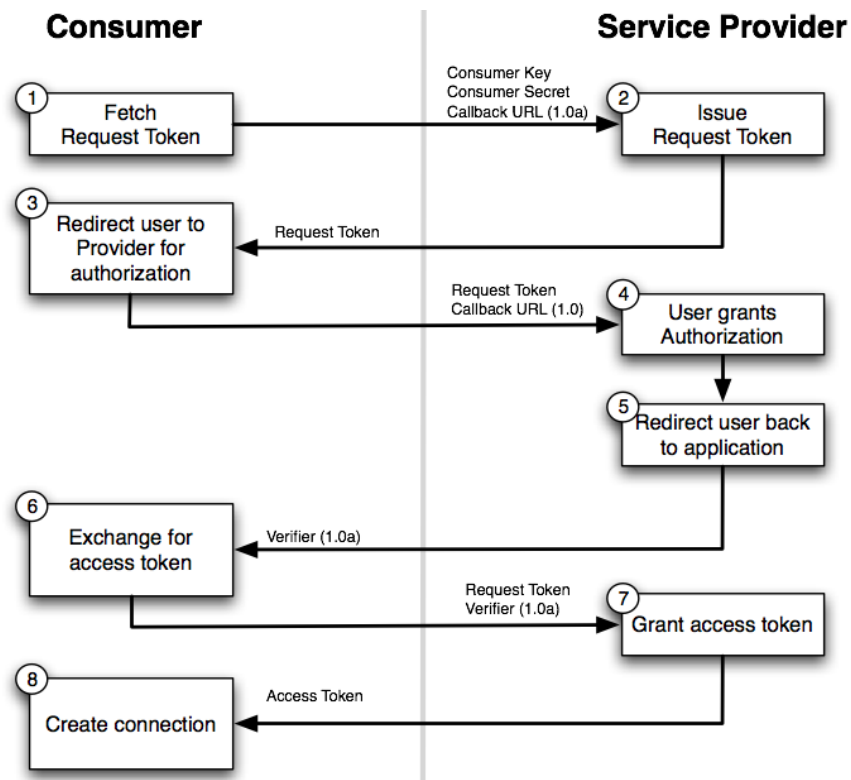 Consumer
Service Provider
1
Fetch
Request Token
Consumer Key
Consumer Secret
Callback URL (1.0a)
2
Issue
Request Token
3
Redirect user to
Provider for
authorization
Request Token
Request Token
Callback URL (1.0)
4
User grants
Authorization
5
Redirect user back
to application
6
Exchange for
access token
Verifier (1.0a)
Request Token
Verifier (1.0a)
7
Grant access token
8
Create connection
Access Token